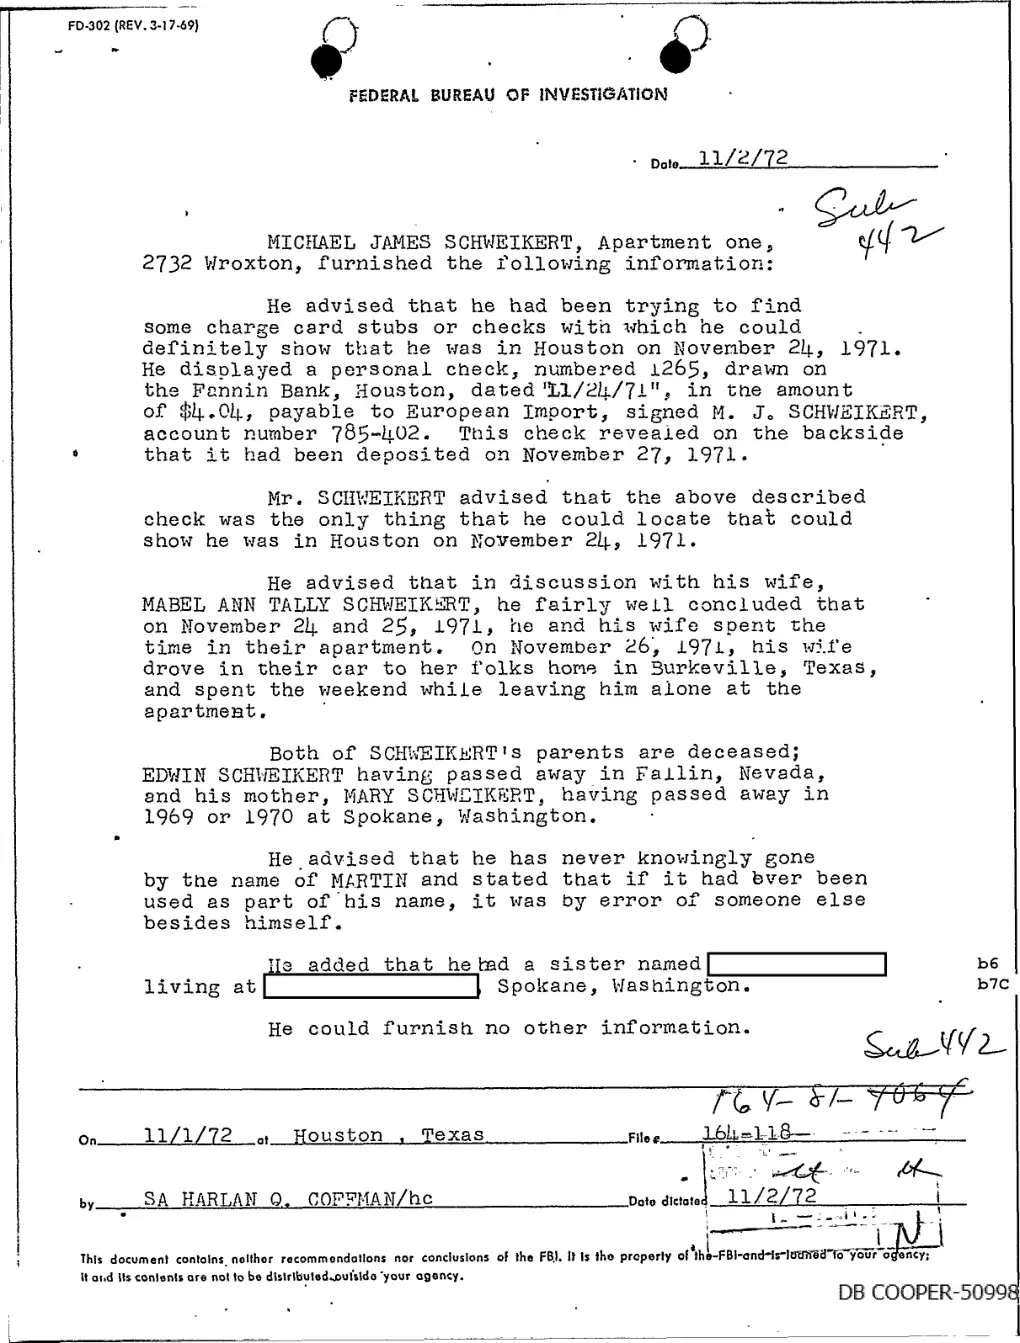 FD-302 (REV. 3-17-69)
FEDERAL BUREAU OF INVESTIGATION
Date 11/2/72
Sub
442
MICHAEL JAMES SCHWEIKERT, Apartment one,
2732 Wroxton, furnished the following information:
He advised that he had been trying to find
some charge card stubs or checks with which he could
definitely show that he was in Houston on November 24, 1971.
He displayed a personal check, numbered 1265, drawn on
the Fannin Bank, Houston, dated "11/24/71", in the amount
of $4.04, payable to European Import, signed M. J. SCHWEIKERT,
account number 785-402. This check revealed on the backside
that it had been deposited on November 27, 1971.
Mr. SCHWEIKERT advised that the above described
check was the only thing that he could locate that could
show he was in Houston on November 24, 1971.
He advised that in discussion with his wife,
MABEL ANN TALLY SCHWEIKERT, he fairly well concluded that
on November 24 and 25, 1971, he and his wife spent the
time in their apartment. On November 26, 1971, his wife
drove in their car to her folks home in Burkeville, Texas,
and spent the weekend while leaving him alone at the
apartment.
Both of SCHWEIKERT's parents are deceased;
EDWIN SCHWEIKERT having passed away in Fallin, Nevada,
and his mother, MARY SCHWEIKERT, having passed away in
1969 or 1970 at Spokane, Washington.
He advised that he has never knowingly gone
by the name of MARTIN and stated that if it had ever been
used as part of his name, it was by error of someone else
besides himself.
He added that he had a sister named
b6
living at , Spokane, Washington.
b7C
He could furnish no other information.
Sub 442
164-81-7064
On 11/1/72 at Houston, Texas File# 164-118
by SA HARLAN Q. COFFMAN/hc Date dictated 11/2/72
N
This document contains neither recommendations nor conclusions of the FBI. It is the property of the FBI and is loaned to your agency;
it and its contents are not to be distributed outside your agency.
DB COOPER-50998